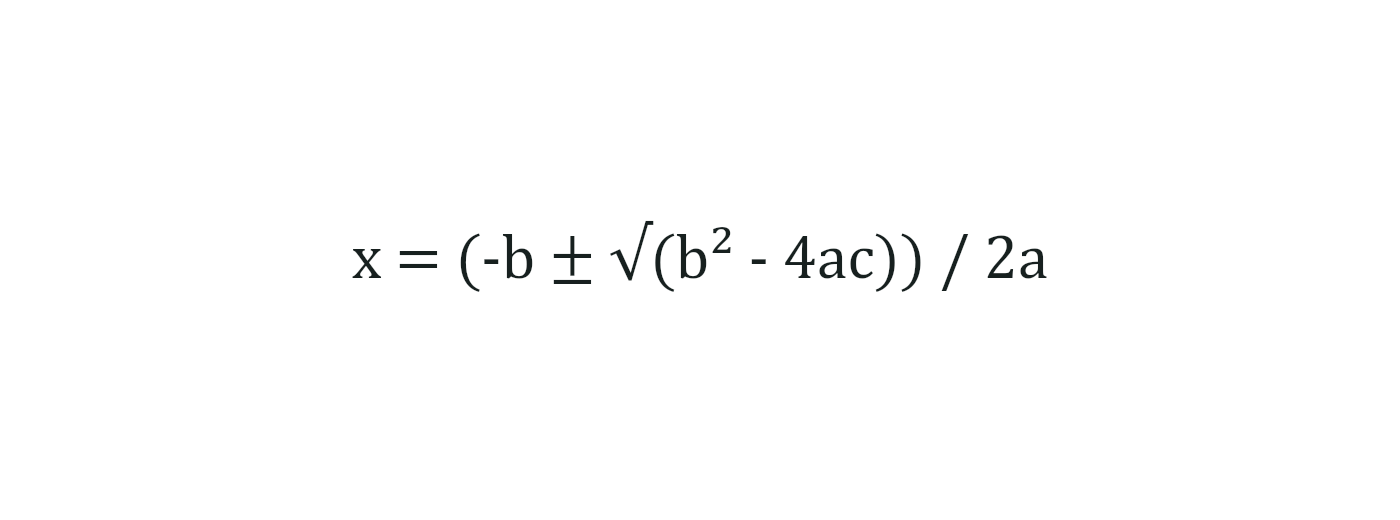 x = (-b ± √(b² - 4ac)) / 2a